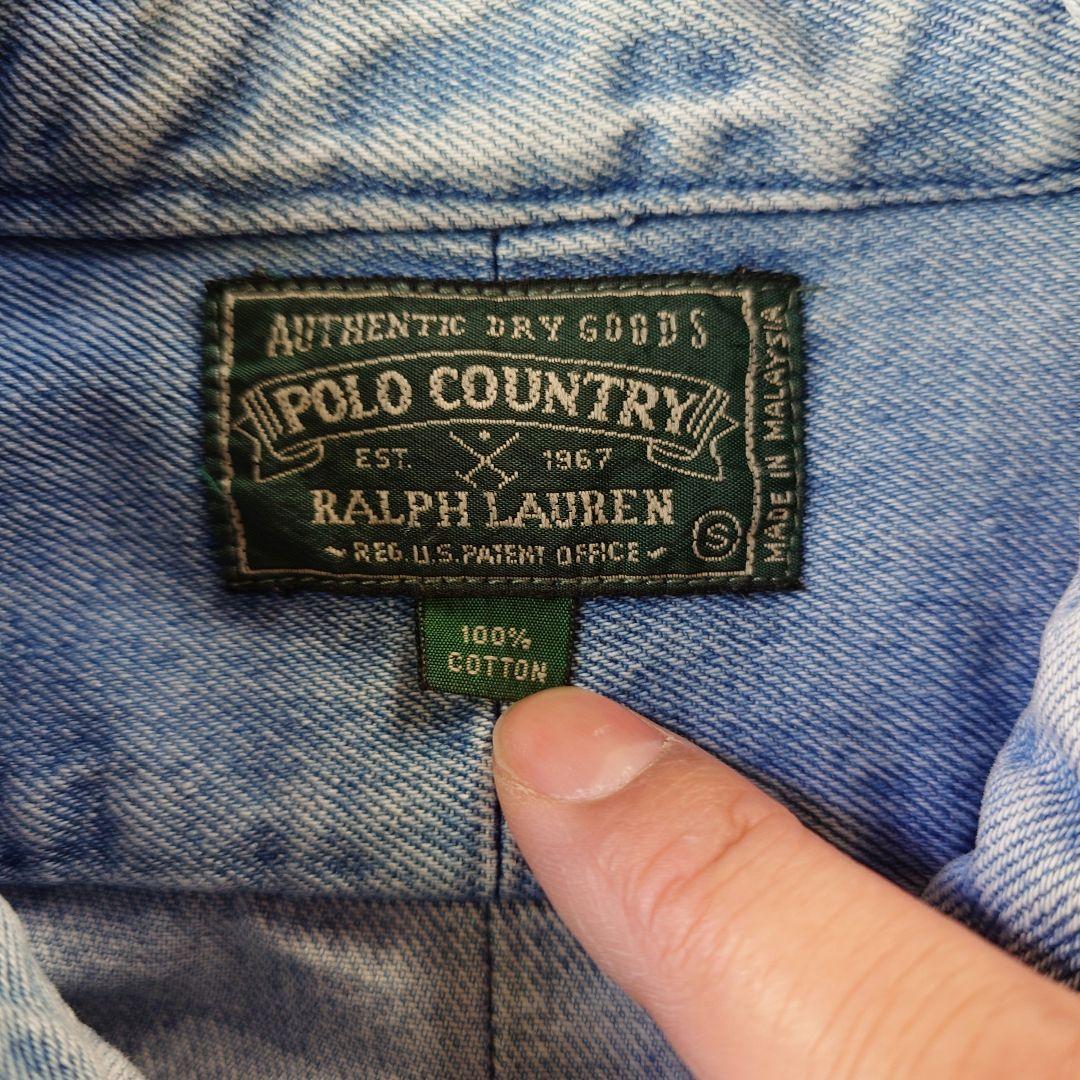 AUTHENTIC DRY GOODS
POLO COUNTRY
EST. 1967
RALPH LAUREN
REG. U.S. PATENT OFFICE
S
MADE IN MALAYSIA
100%
COTTON